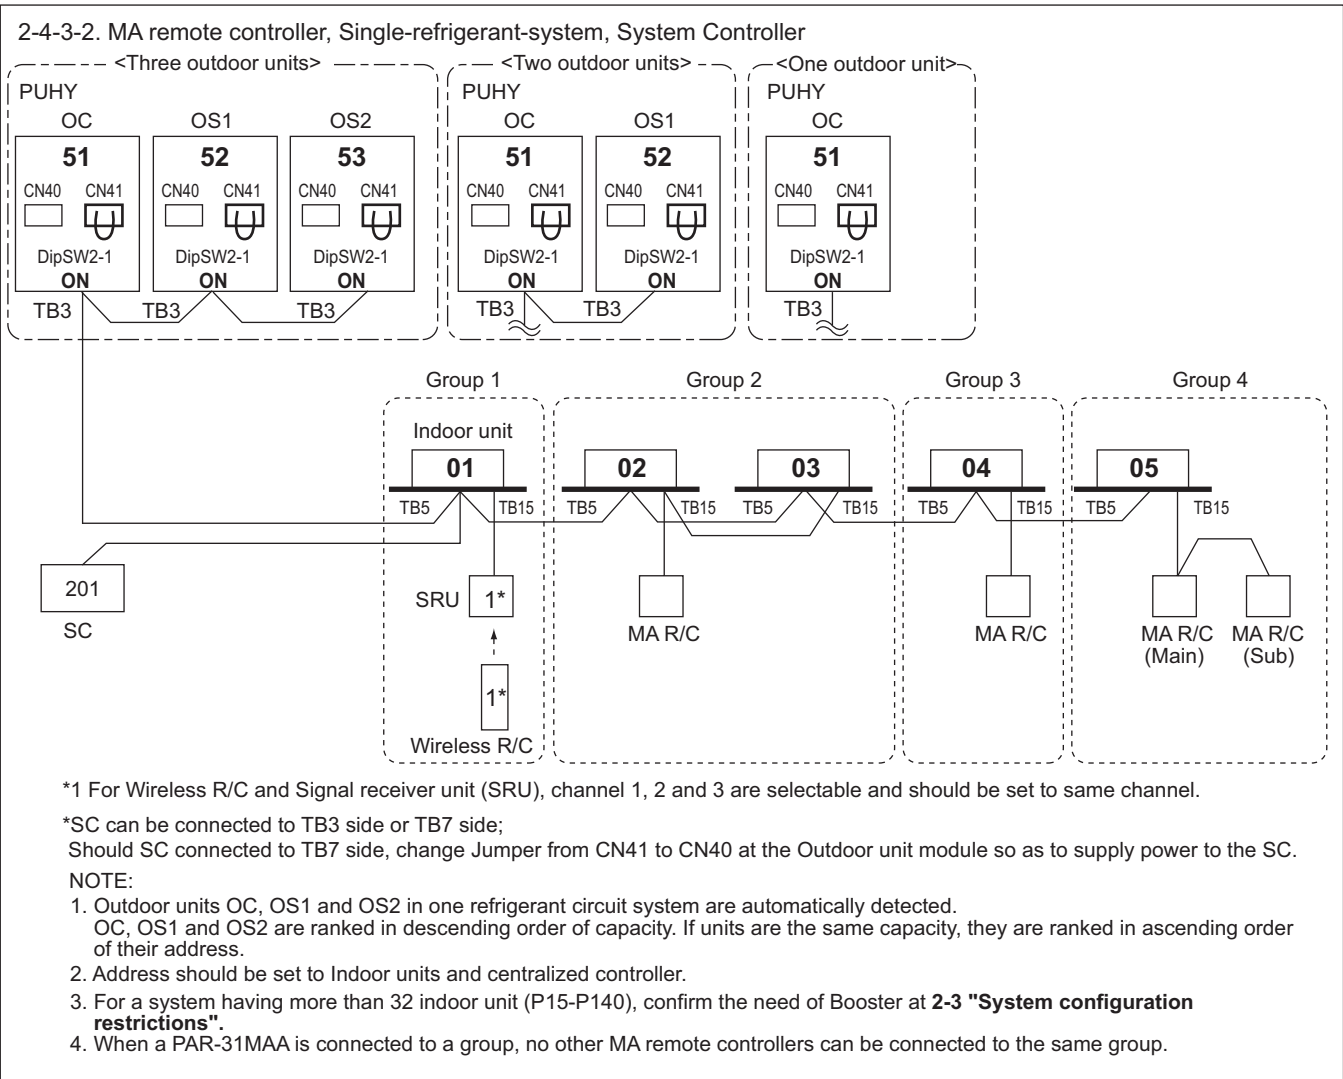 2-4-3-2. MA remote controller, Single-refrigerant-system, System Controller
<Three outdoor units>
<Two outdoor units>
<One outdoor unit>
PUHY
PUHY
PUHY
OC
OS1
OS2
OC
OS1
OC
51
52
53
51
52
51
CN40
CN41
CN40
CN41
CN40
CN41
CN40
CN41
CN40
CN41
CN40
CN41
DipSW2-1
DipSW2-1
DipSW2-1
DipSW2-1
DipSW2-1
DipSW2-1
ON
ON
ON
ON
ON
ON
TB3
TB3
TB3
TB3
TB3
TB3
Group 1
Group 2
Group 3
Group 4
Indoor unit
01
02
03
04
05
TB5
TB15
TB5
TB15
TB5
TB15
TB5
TB15
TB5
TB15
201
SC
SRU
1*
MA R/C
MA R/C
MA R/C
(Main)
MA R/C
(Sub)
1*
Wireless R/C
*1 For Wireless R/C and Signal receiver unit (SRU), channel 1, 2 and 3 are selectable and should be set to same channel.
*SC can be connected to TB3 side or TB7 side;
Should SC connected to TB7 side, change Jumper from CN41 to CN40 at the Outdoor unit module so as to supply power to the SC.
NOTE:
1. Outdoor units OC, OS1 and OS2 in one refrigerant circuit system are automatically detected.
OC, OS1 and OS2 are ranked in descending order of capacity. If units are the same capacity, they are ranked in ascending order
of their address.
2. Address should be set to Indoor units and centralized controller.
3. For a system having more than 32 indoor unit (P15-P140), confirm the need of Booster at 2-3 "System configuration
restrictions".
4. When a PAR-31MAA is connected to a group, no other MA remote controllers can be connected to the same group.